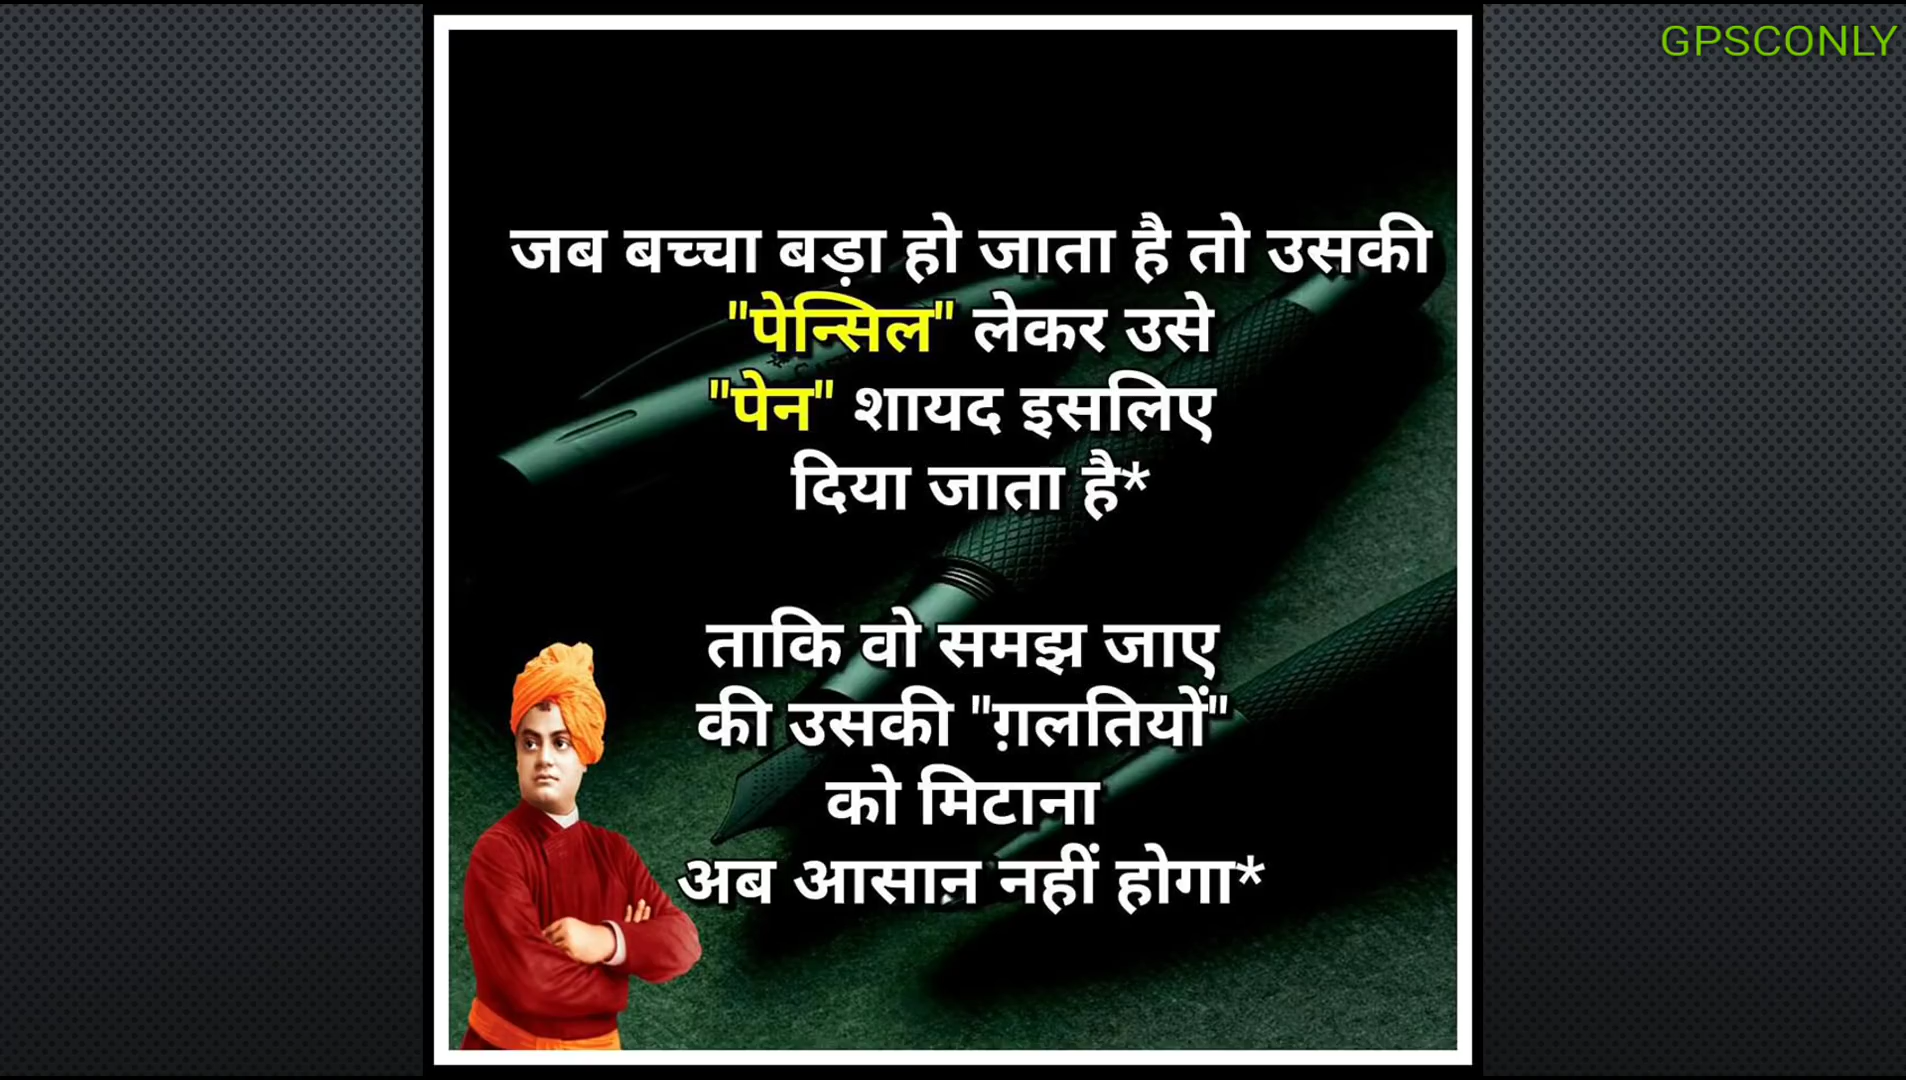 GPSCONLY
जब बच्चा बड़ा हो जाता है तो उसकी
"पेन्सिल" लेकर उसे
"पेन" शायद इसलिए
दिया जाता है*
ताकि वो समझ जाए
की उसकी "ग़लतियों"
को मिटाना
अब आसान नहीं होगा*